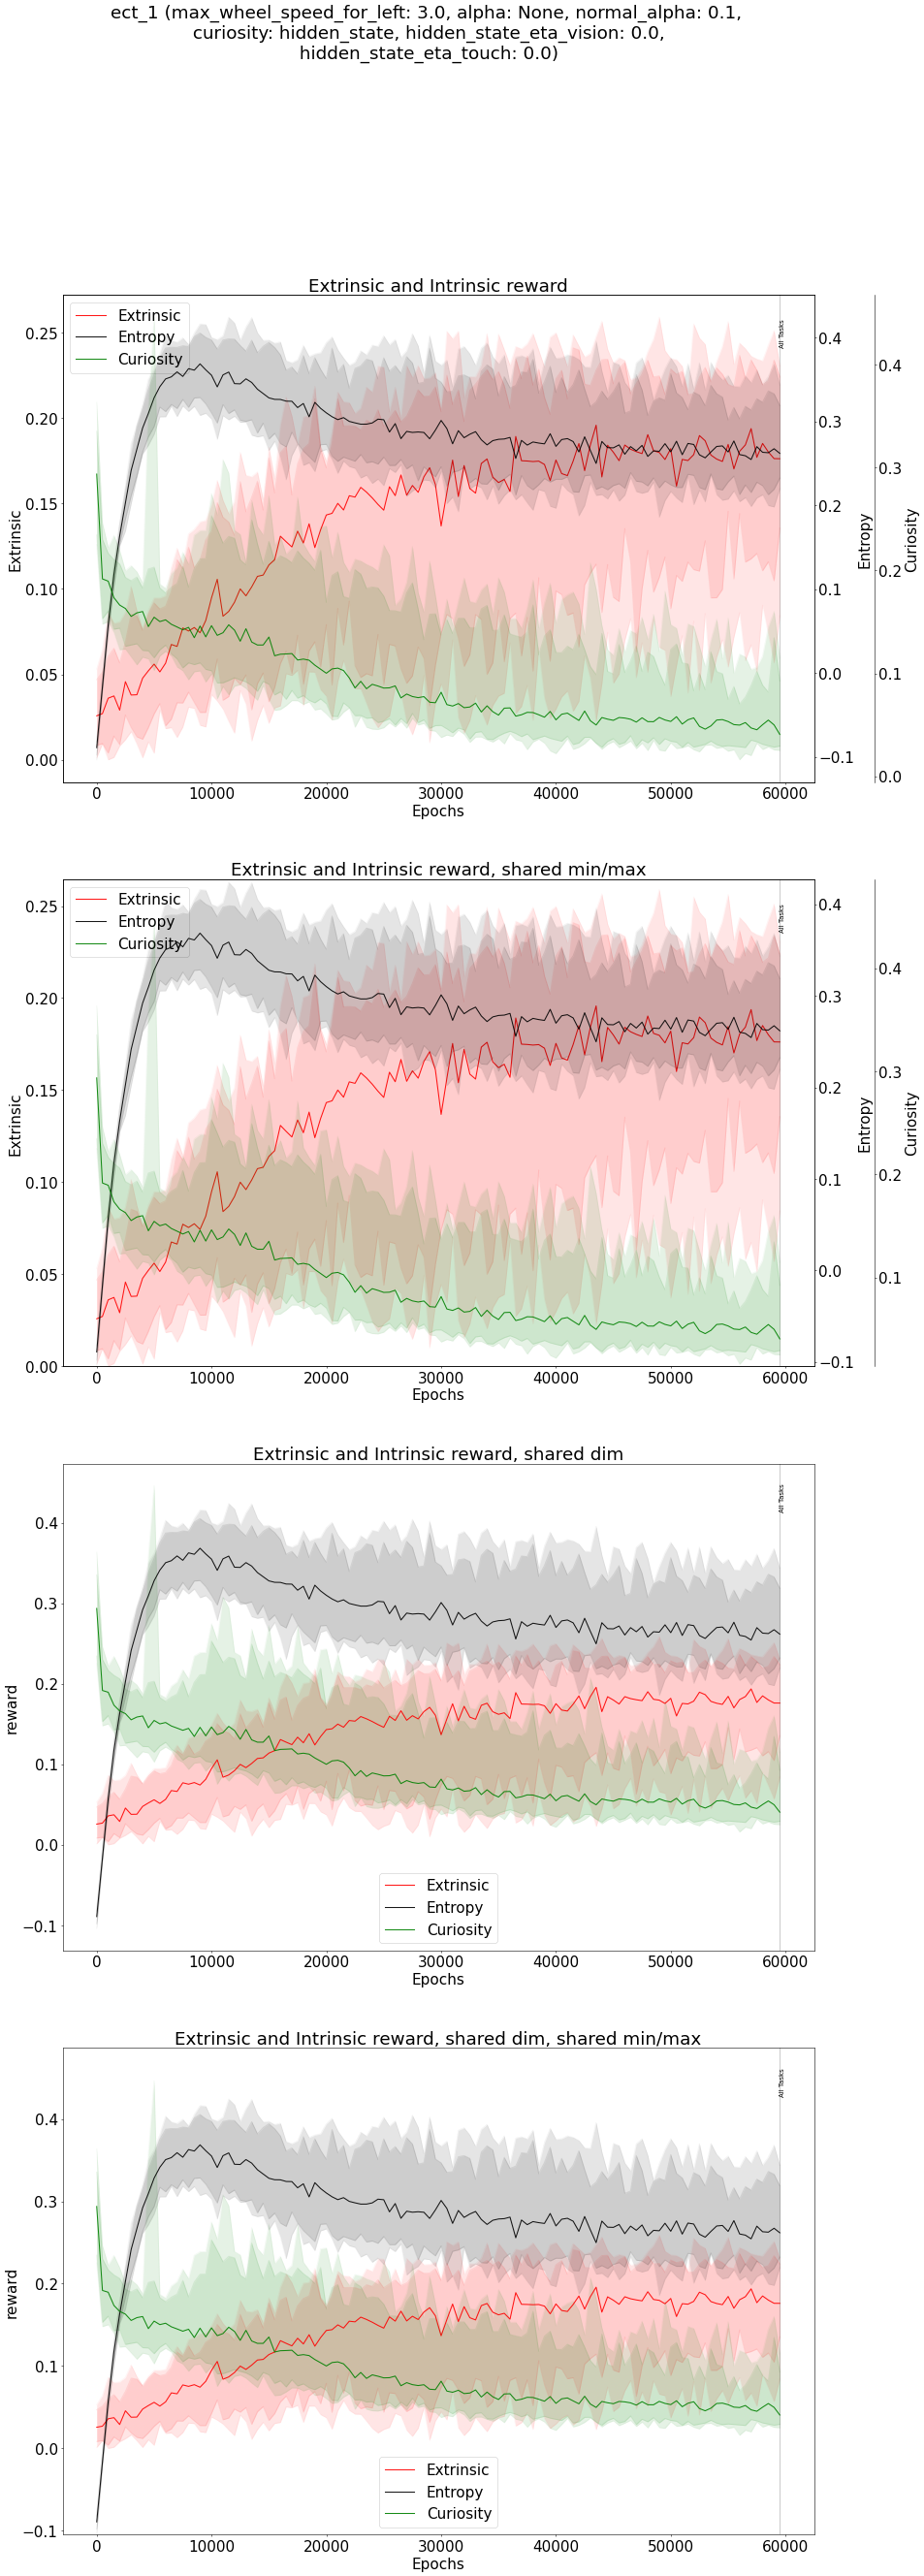 ect_1 (max_wheel_speed_for_left: 3.0, alpha: None, normal_alpha: 0.1,
curiosity: hidden_state, hidden_state_eta_vision: 0.0,
hidden_state_eta_touch: 0.0)
Extrinsic and Intrinsic reward
Extrinsic
Entropy
Curiosity
All Tasks
0.25
0.20
0.15
0.10
0.05
0.00
Extrinsic
0.4
0.3
0.2
0.1
0.0
−0.1
Entropy
0.4
0.3
0.2
0.1
0.0
Curiosity
0 10000 20000 30000 40000 50000 60000
Epochs
Extrinsic and Intrinsic reward, shared min/max
Extrinsic
Entropy
Curiosity
All Tasks
0.25
0.20
0.15
0.10
0.05
0.00
Extrinsic
0.4
0.3
0.2
0.1
0.0
−0.1
Entropy
0.4
0.3
0.2
0.1
Curiosity
0 10000 20000 30000 40000 50000 60000
Epochs
Extrinsic and Intrinsic reward, shared dim
All Tasks
0.4
0.3
0.2
0.1
0.0
−0.1
reward
Extrinsic
Entropy
Curiosity
0 10000 20000 30000 40000 50000 60000
Epochs
Extrinsic and Intrinsic reward, shared dim, shared min/max
All Tasks
0.4
0.3
0.2
0.1
0.0
−0.1
reward
Extrinsic
Entropy
Curiosity
0 10000 20000 30000 40000 50000 60000
Epochs